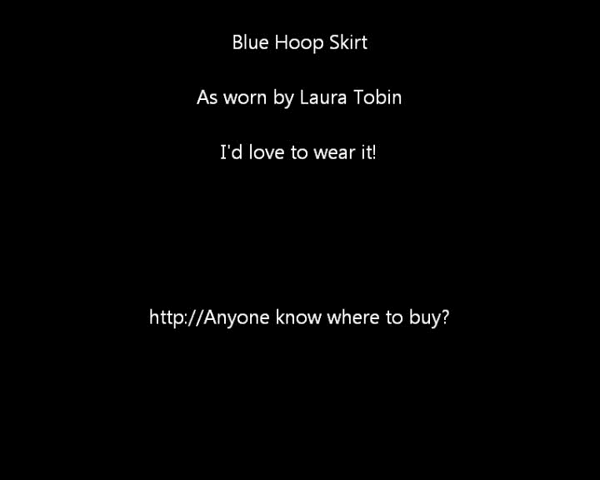 Blue Hoop Skirt
As worn by Laura Tobin
I'd love to wear it!
http://Anyone know where to buy?